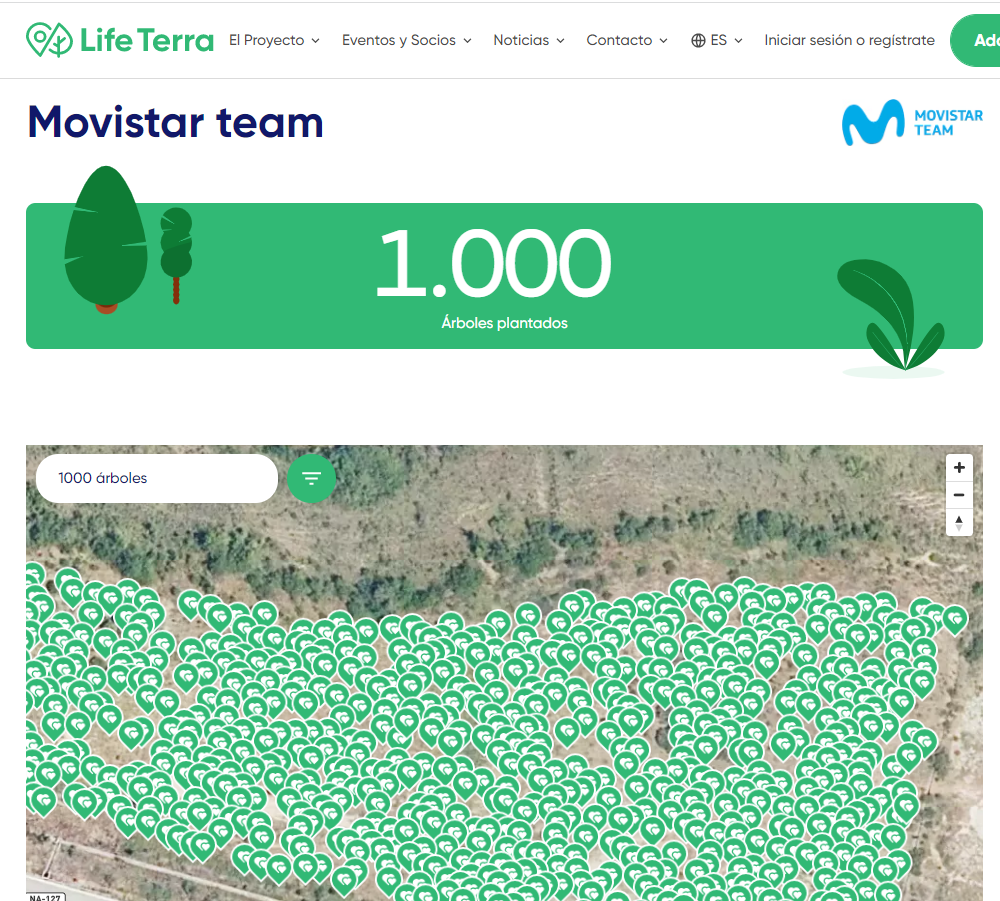 Life Terra
El Proyecto
Eventos y Socios
Noticias
Contacto
ES
Iniciar sesión o regístrate
Movistar team
MOVISTAR
TEAM
1.000
Árboles plantados
1000 árboles
NA-127